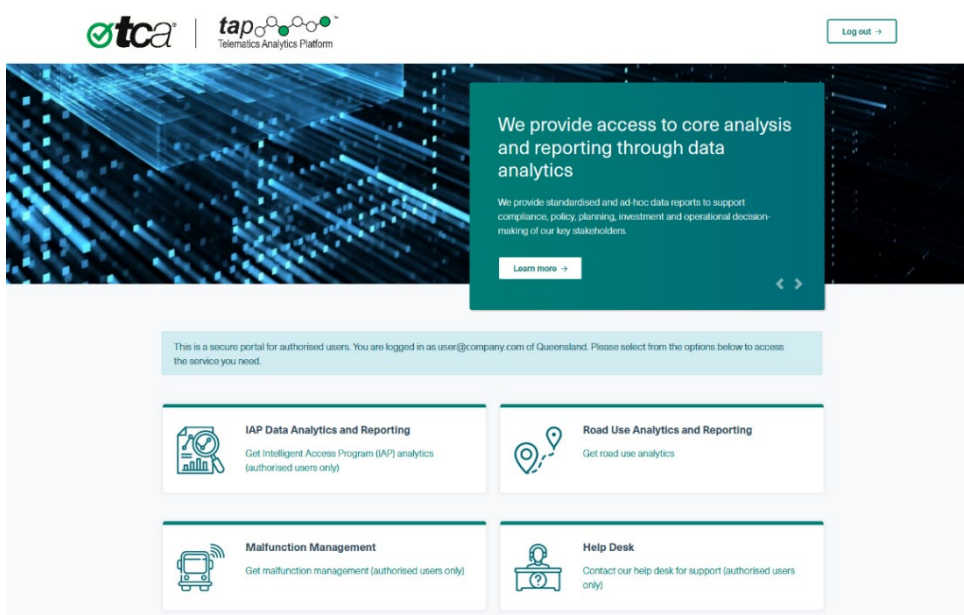 tca®
tap™
Telematics Analytics Platform
Log out →
We provide access to core analysis
and reporting through data
analytics
We provide standardised and ad-hoc data reports to support
compliance, policy, planning, investment and operational decision-
making of our key stakeholders.
Learn more →
This is a secure portal for authorised users. You are logged in as user@company.com of Queensland. Please select from the options below to access
the service you need.
IAP Data Analytics and Reporting
Get Intelligent Access Program (IAP) analytics
(authorised users only)
Road Use Analytics and Reporting
Get road use analytics
Malfunction Management
Get malfunction management (authorised users only)
Help Desk
Contact our help desk for support (authorised users
only)